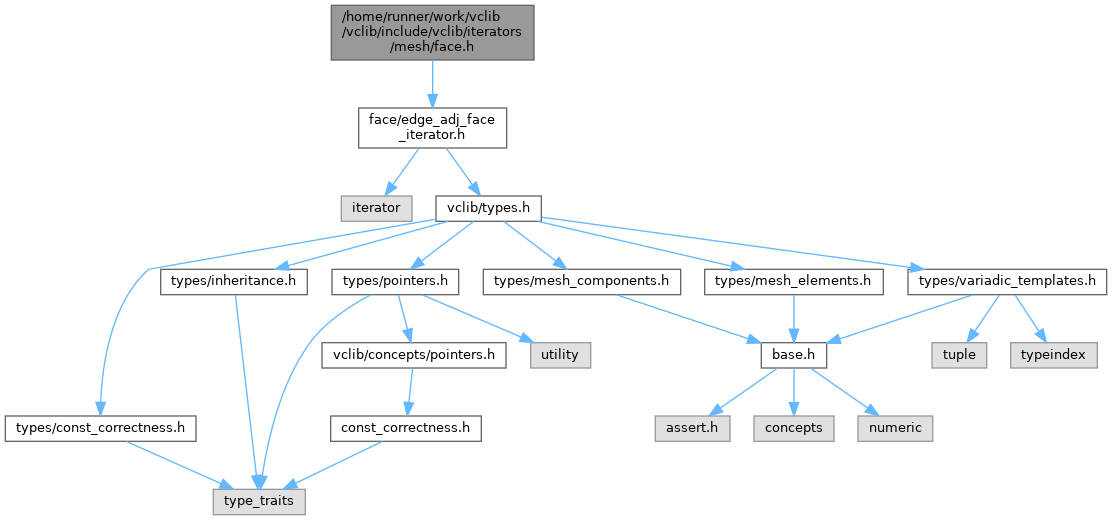 /home/runner/work/vclib
/vclib/include/vclib/iterators
/mesh/face.h
face/edge_adj_face
_iterator.h
iterator
vclib/types.h
types/inheritance.h
types/pointers.h
types/mesh_components.h
types/mesh_elements.h
types/variadic_templates.h
vclib/concepts/pointers.h
utility
base.h
tuple
typeindex
types/const_correctness.h
const_correctness.h
assert.h
concepts
numeric
type_traits